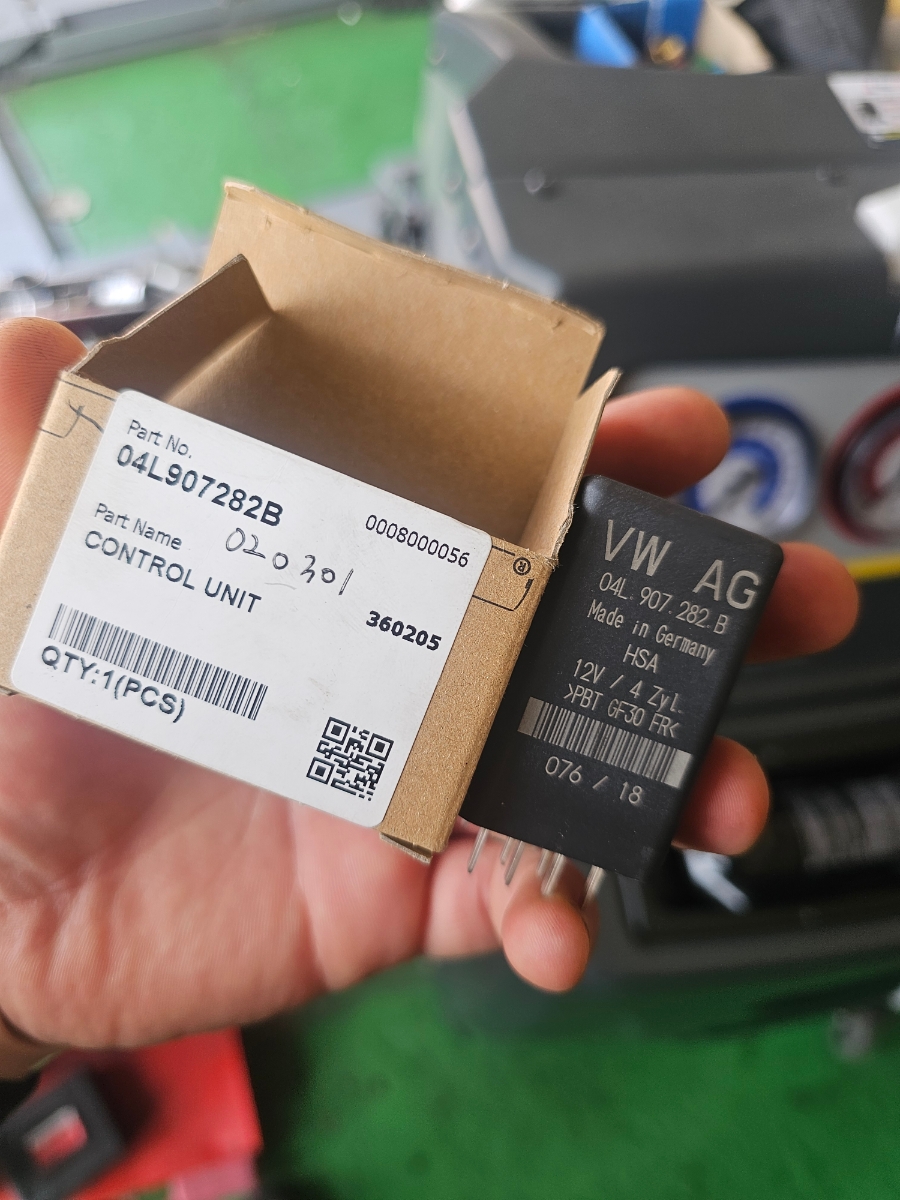 Part No.
04L907282B
0008000056
Part Name
020301
CONTROL UNIT
360205
QTY:1(PCS)
®
VW AG
04L.907.282.B
Made in Germany
HSA
12V / 4 Zyl.
>PBT GF30 FR<
076 / 18